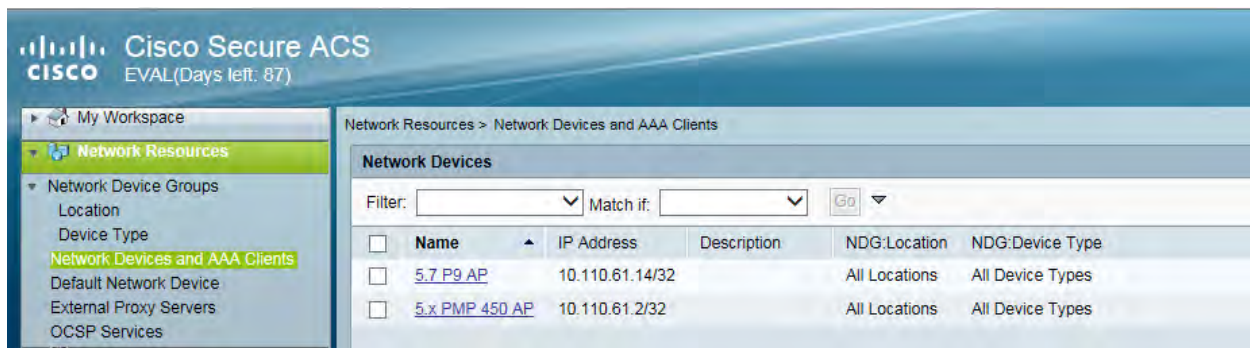 Cisco Secure ACS
CISCO EVAL(Days left: 87)
My Workspace
Network Resources
Network Device Groups
Location
Device Type
Network Devices and AAA Clients
Default Network Device
External Proxy Servers
OCSP Services
Network Resources > Network Devices and AAA Clients
Network Devices
Filter: Match if: Go
Name IP Address Description NDG:Location NDG:Device Type
5.7 P9 AP 10.110.61.14/32 All Locations All Device Types
5.x PMP 450 AP 10.110.61.2/32 All Locations All Device Types